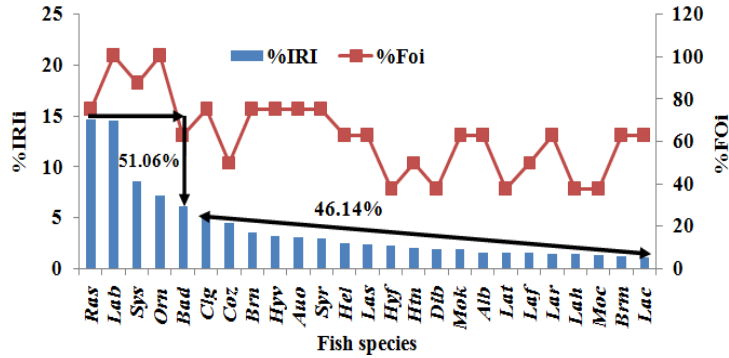 25
20
15
10
5
0
%IRIi
120
100
80
60
40
20
0
%FOi
%IRI
%Foi
51.06%
46.14%
Ras Lab Sys Orn Bad Clg Coz Brn Hyv Auo Syr Hel Las Hyf Htn Dib Mok Alb Lat Laf Lar Lah Moc Brm Lac
Fish species